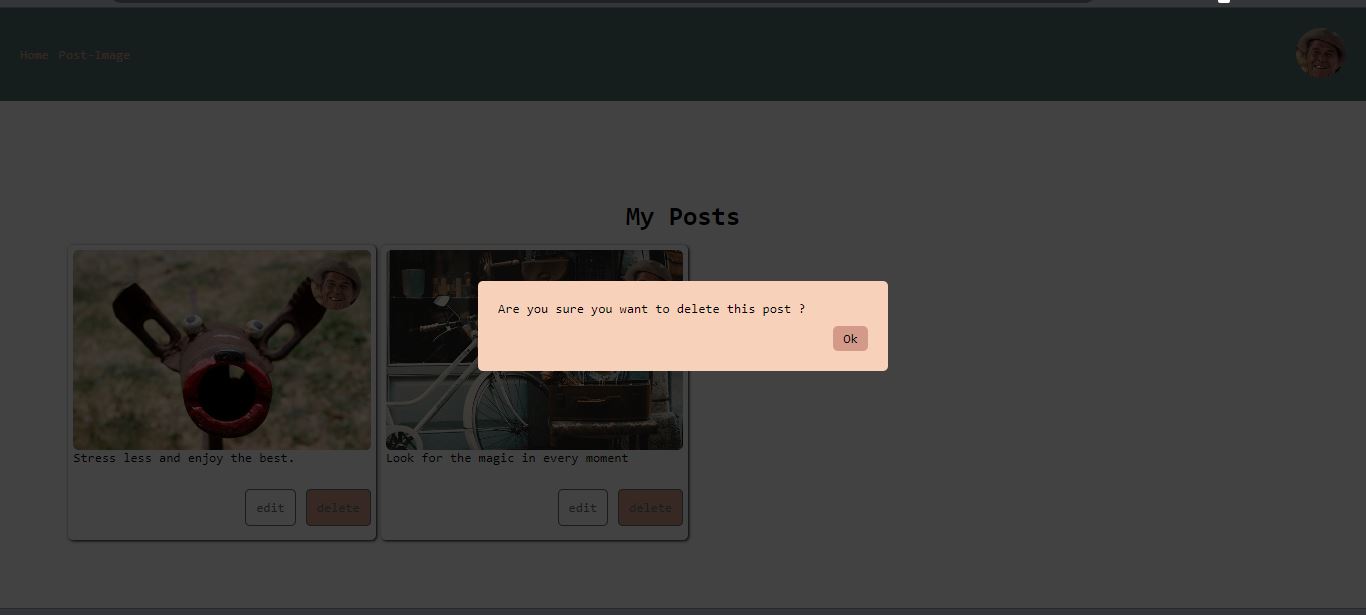 Home Post-Image
My Posts
Are you sure you want to delete this post ?
Ok
Stress less and enjoy the best.
Look for the magic in every moment
edit delete
edit delete